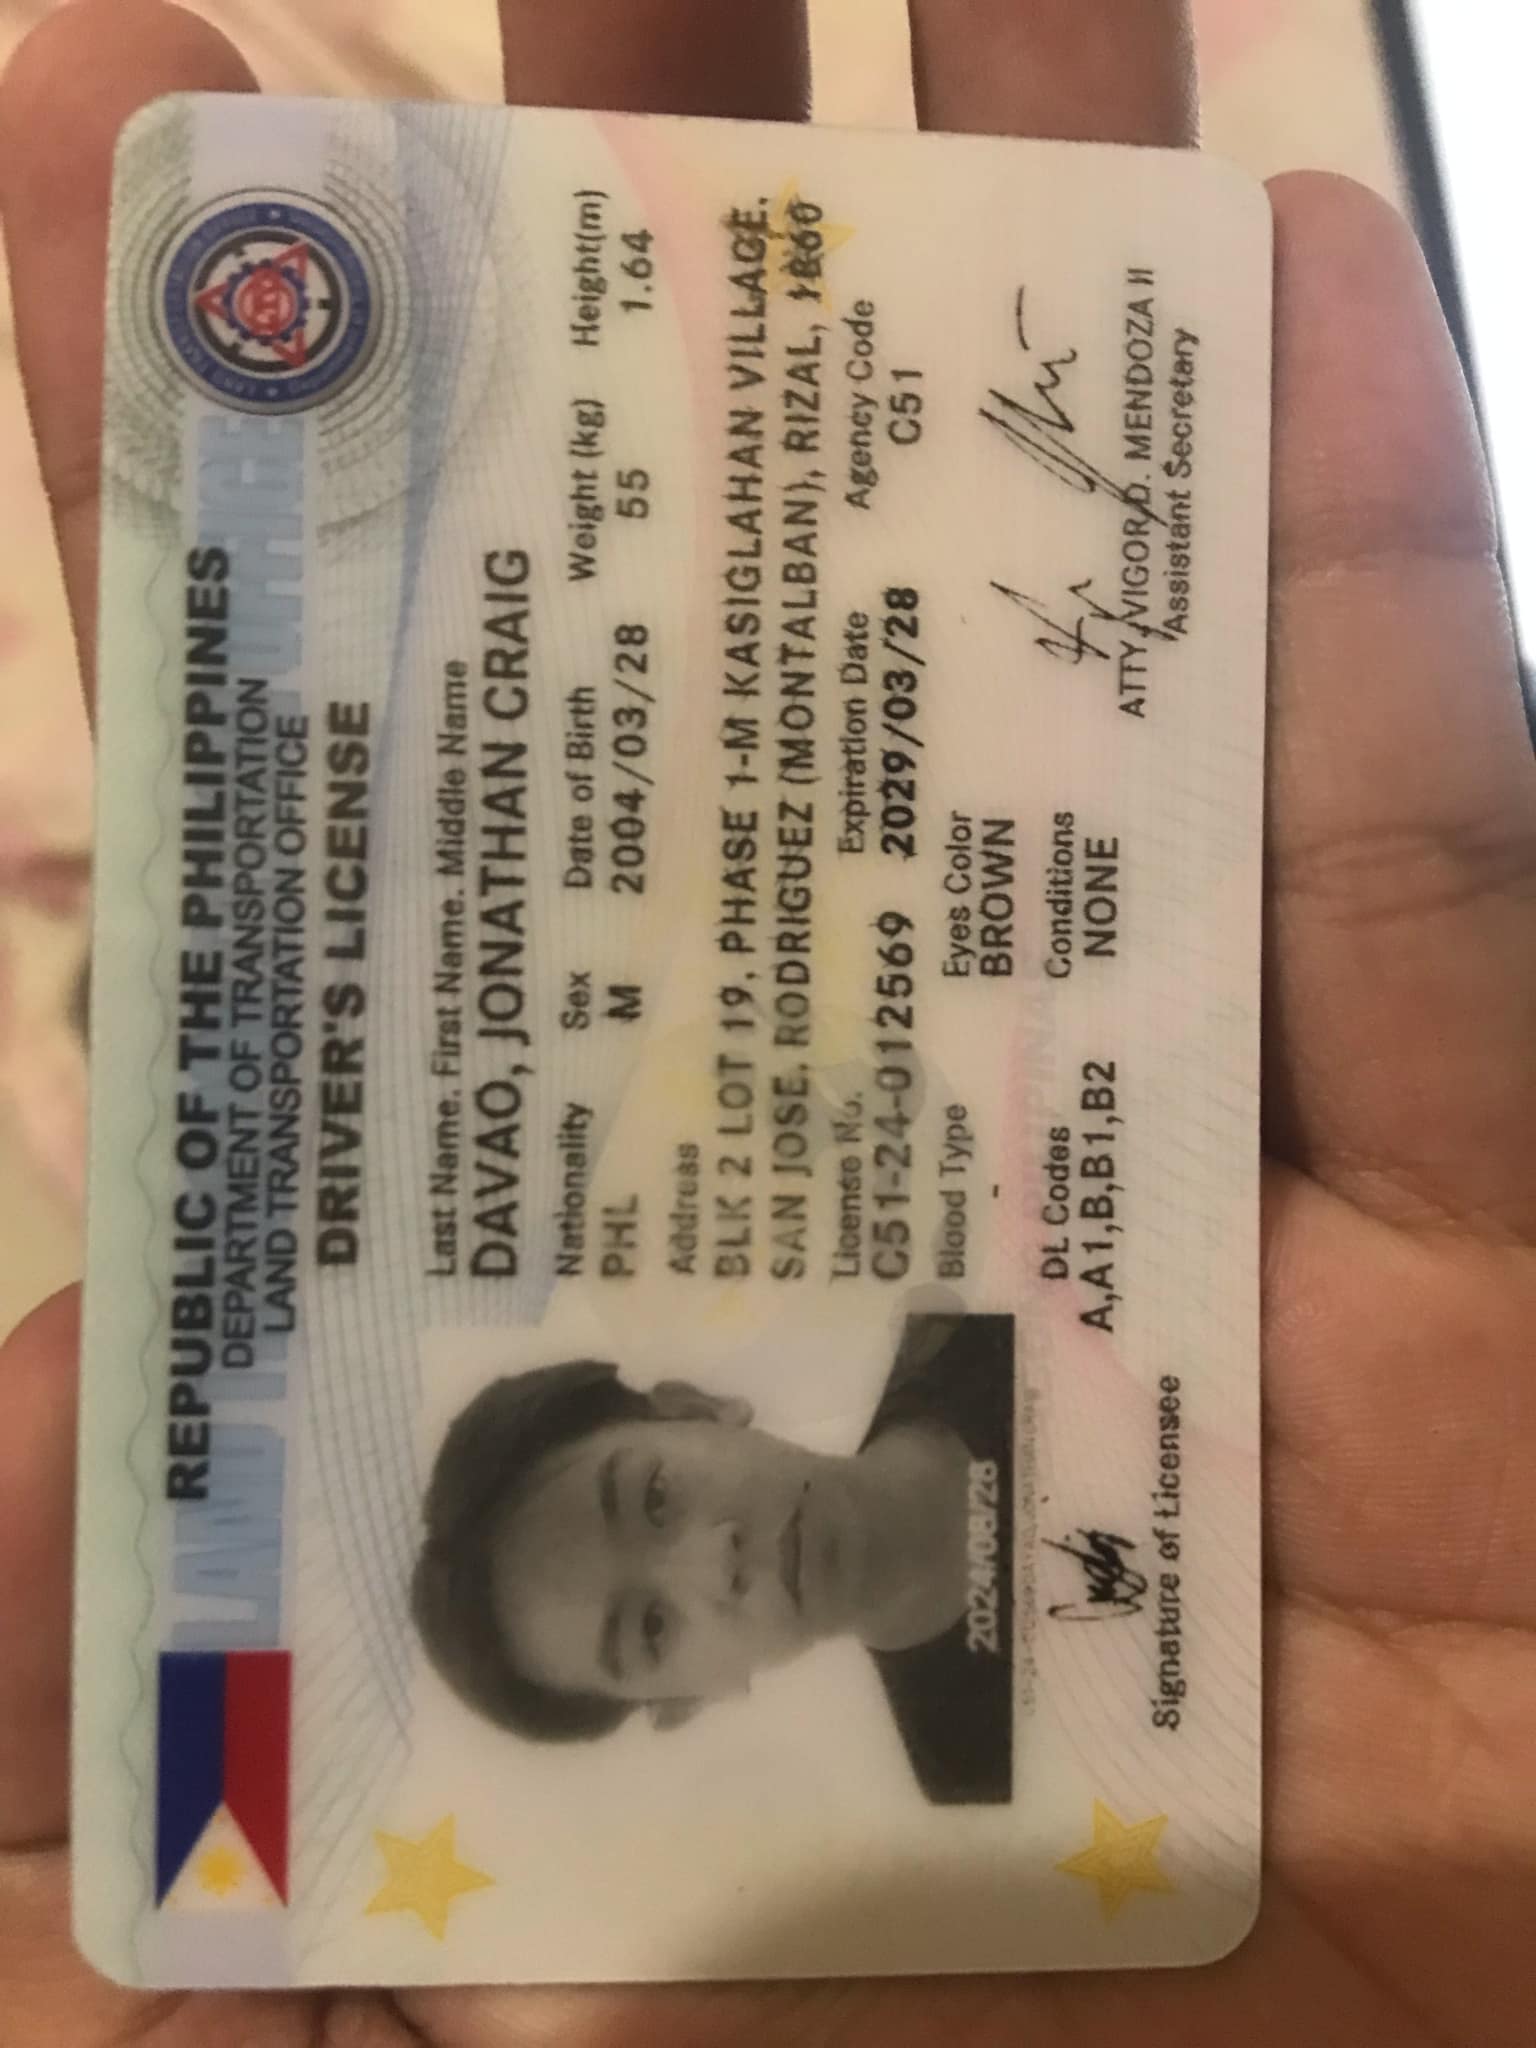 REPUBLIC OF THE PHILIPPINES
DEPARTMENT OF TRANSPORTATION
LAND TRANSPORTATION OFFICE
DRIVER'S LICENSE
Last Name. First Name. Middle Name
DAVAO, JONATHAN CRAIG
Nationality Sex Date of Birth Weight (kg) Height(m)
PHL M 2004/03/28 55 1.64
Address
BLK 2 LOT 19, PHASE 1-M KASIGLAHAN VILLAGE.
SAN JOSE, RODRIGUEZ (MONTALBAN), RIZAL, 1860
License No. Expiration Date Agency Code
C51-24-012569 2029/03/28 C51
Blood Type Eyes Color
- BROWN
DL Codes Conditions
A,A1,B,B1,B2 NONE
2024/08/28
Signature of Licensee
ATTY. VIGOR D. MENDOZA II
Assistant Secretary